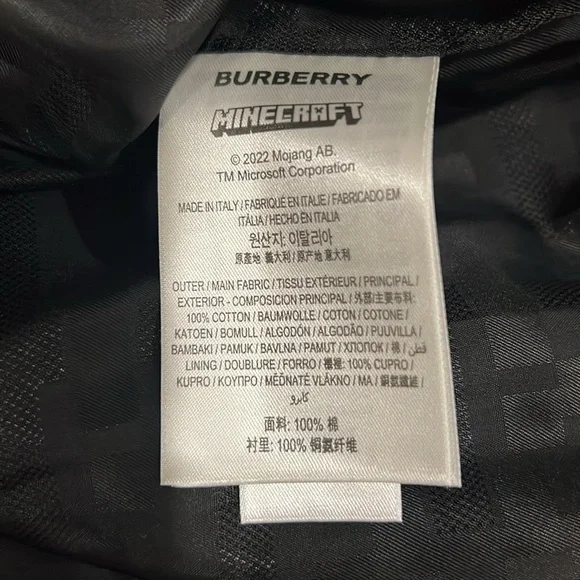 BURBERRY
MINECRAFT
© 2022 Mojang AB.
TM Microsoft Corporation
MADE IN ITALY / FABRIQUÉ EN ITALIE / FABRICADO EM
ITÁLIA / HECHO EN ITALIA
원산지: 이탈리아
原產地: 義大利 / 原产地 意大利
OUTER / MAIN FABRIC / TISSU EXTÉRIEUR / PRINCIPAL /
EXTERIOR - COMPOSICIÓN PRINCIPAL / 外部/主要布料:
100% COTTON / BAUMWOLLE / COTON / COTONE /
KATOEN / BOMULL / ALGODÓN / ALGODÃO / PUUVILLA /
BAMBAKI / PAMUK / BAVLNA / PAMUT / ХЛОПОК / 棉 / قطن /
LINING / DOUBLURE / FORRO / 襯裡: 100% CUPRO /
KUPRO / ΚΟΥΠΡΟ / MĚĎNATÉ VLÁKNO / MA / 銅氨纖維 /
كابرو
面料: 100% 棉
衬里: 100% 铜氨纤维